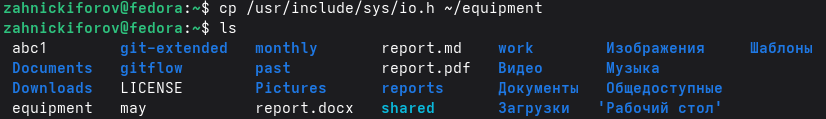 zahnickiforov@fedora:~$ cp /usr/include/sys/io.h ~/equipment
zahnickiforov@fedora:~$ ls
abc1 git-extended monthly report.md work Изображения Шаблоны
Documents gitflow past report.pdf Видео Музыка
Downloads LICENSE Pictures reports Документы Общедоступные
equipment may report.docx shared Загрузки 'Рабочий стол'